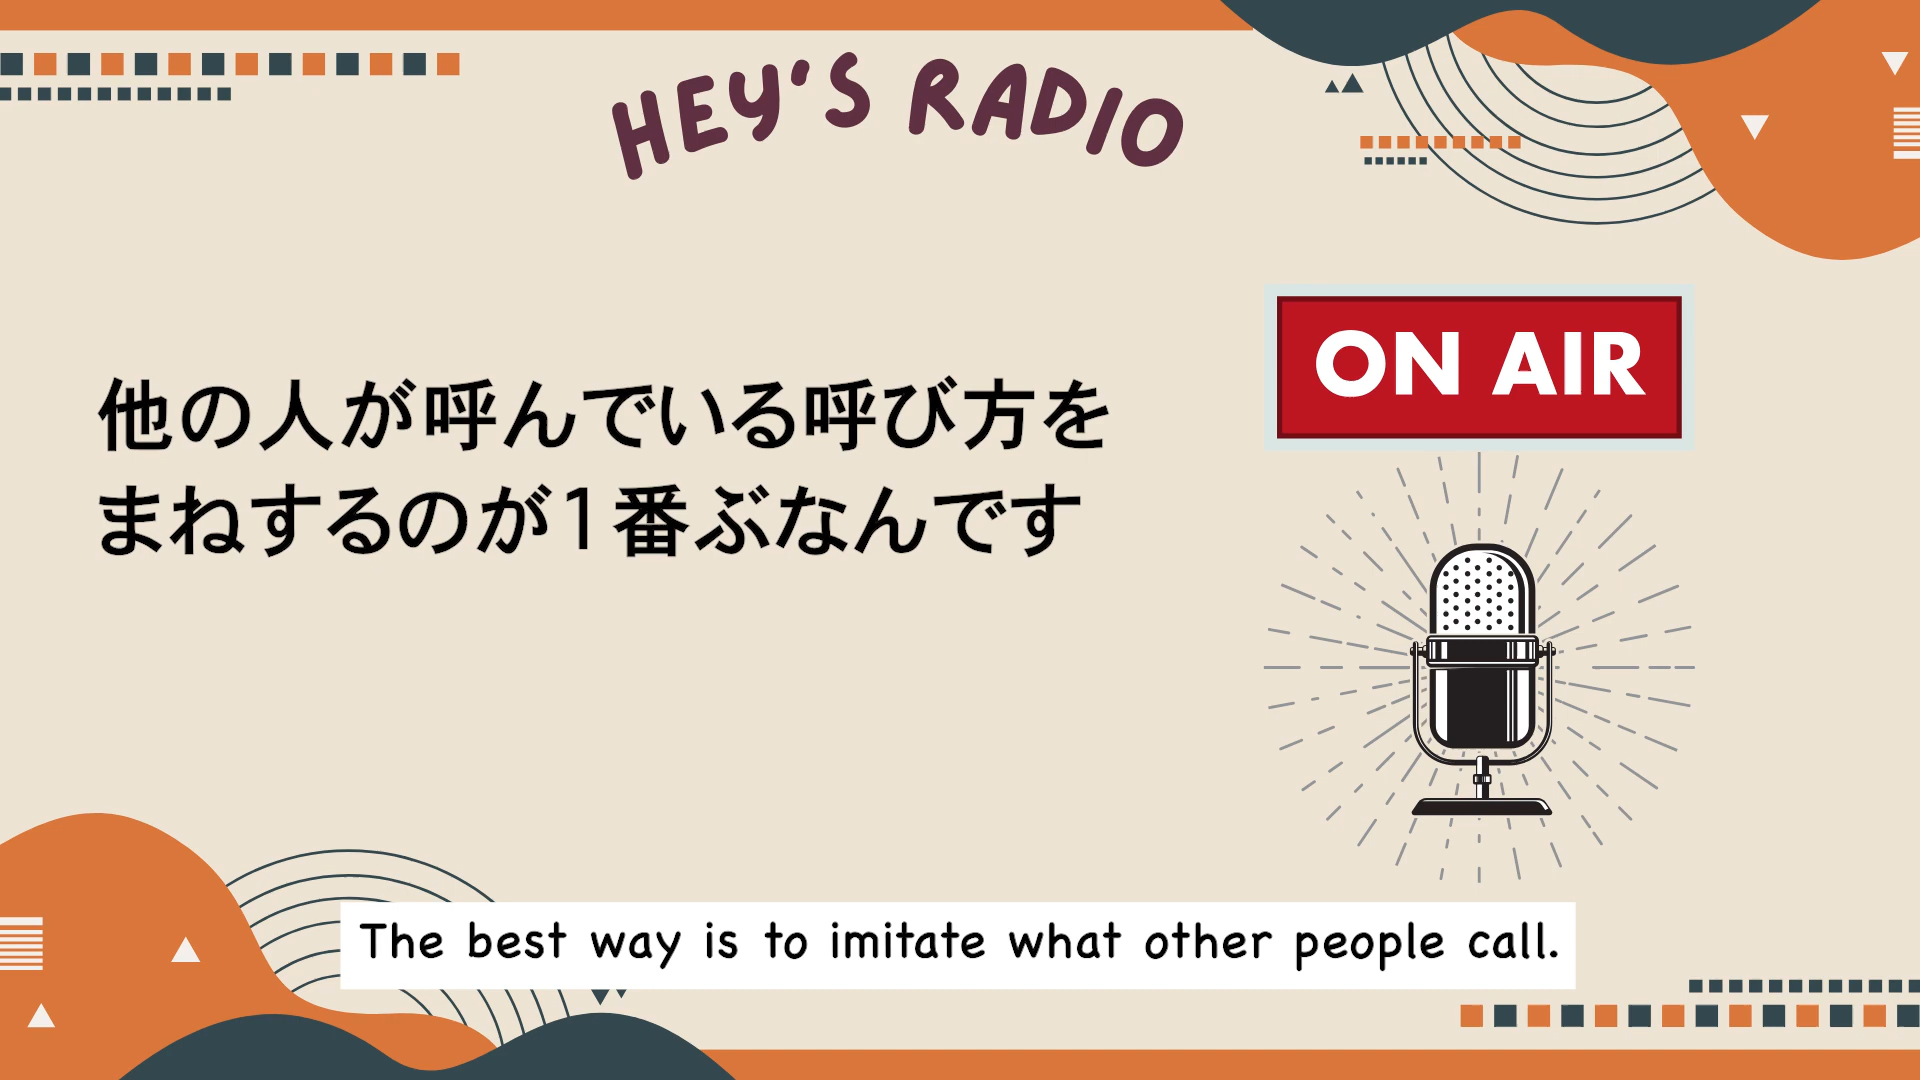 HEY'S RADIO
ON AIR
他の人が呼んでいる呼び方を
まねするのが1番ぶなんです
The best way is to imitate what other people call.